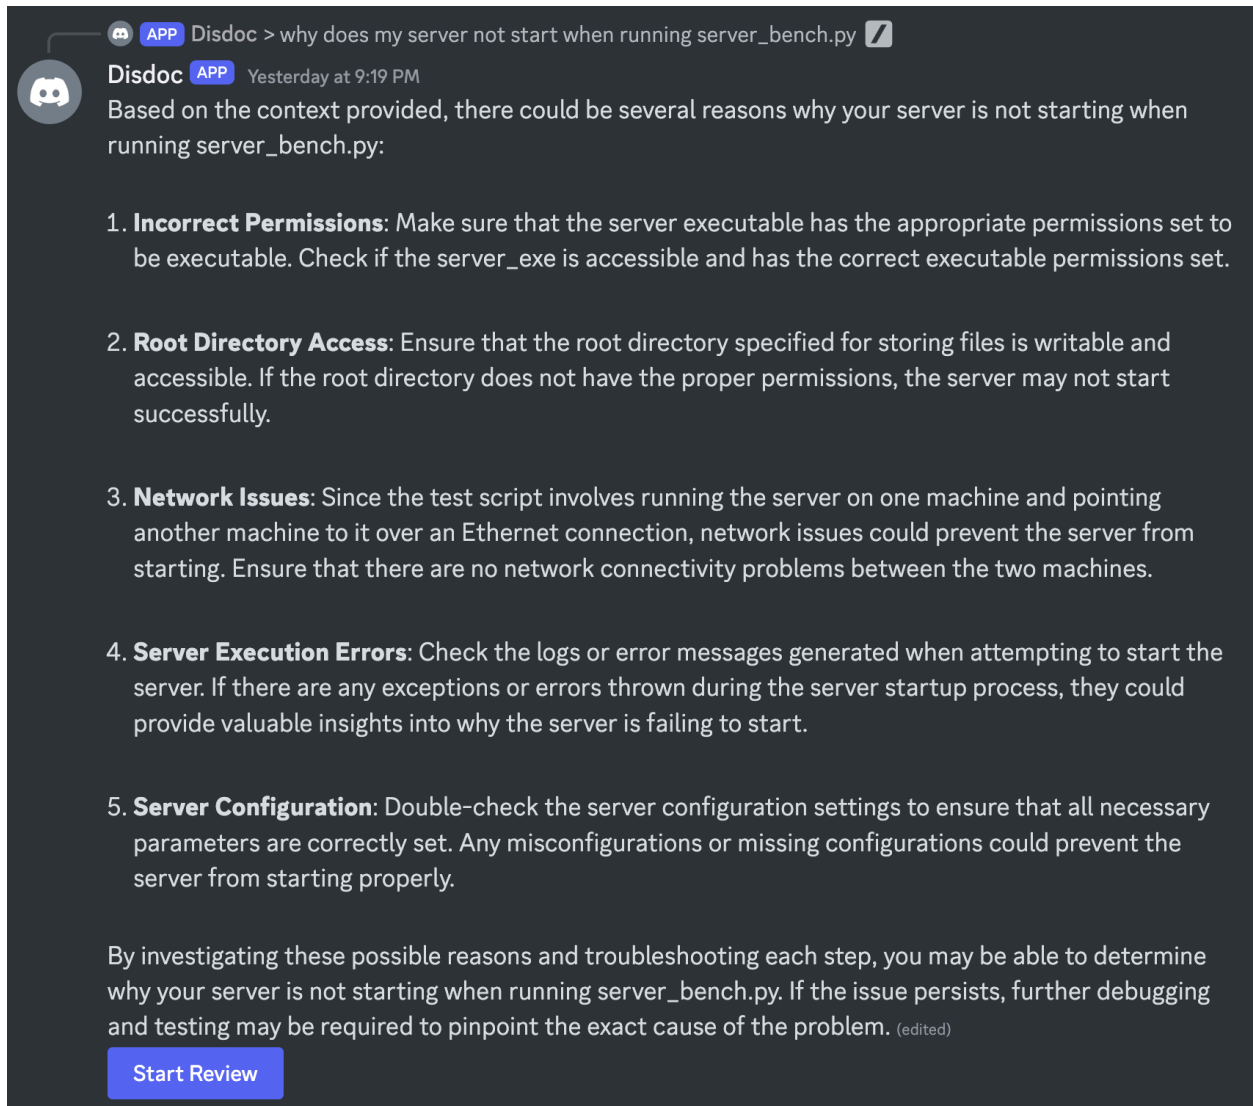 APP Disdoc > why does my server not start when running server_bench.py
Disdoc APP Yesterday at 9:19 PM
Based on the context provided, there could be several reasons why your server is not starting when
running server_bench.py:
1. Incorrect Permissions: Make sure that the server executable has the appropriate permissions set to
be executable. Check if the server_exe is accessible and has the correct executable permissions set.
2. Root Directory Access: Ensure that the root directory specified for storing files is writable and
accessible. If the root directory does not have the proper permissions, the server may not start
successfully.
3. Network Issues: Since the test script involves running the server on one machine and pointing
another machine to it over an Ethernet connection, network issues could prevent the server from
starting. Ensure that there are no network connectivity problems between the two machines.
4. Server Execution Errors: Check the logs or error messages generated when attempting to start the
server. If there are any exceptions or errors thrown during the server startup process, they could
provide valuable insights into why the server is failing to start.
5. Server Configuration: Double-check the server configuration settings to ensure that all necessary
parameters are correctly set. Any misconfigurations or missing configurations could prevent the
server from starting properly.
By investigating these possible reasons and troubleshooting each step, you may be able to determine
why your server is not starting when running server_bench.py. If the issue persists, further debugging
and testing may be required to pinpoint the exact cause of the problem. (edited)
Start Review